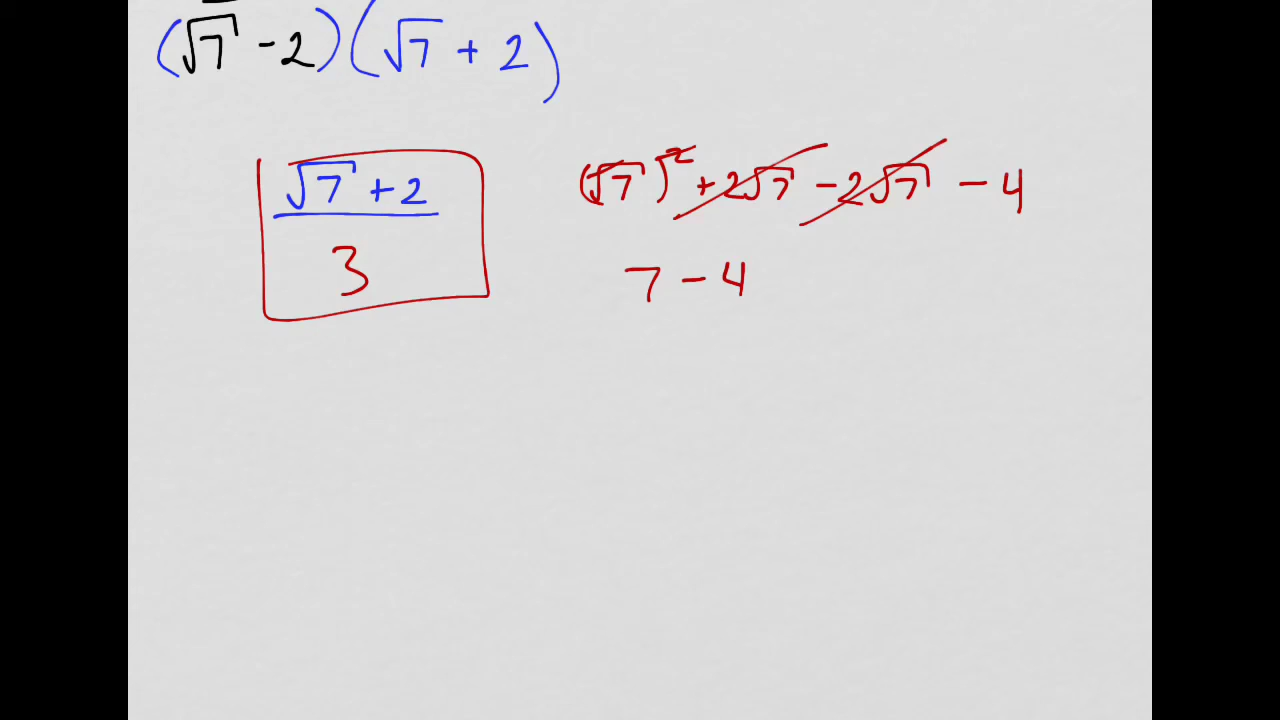 (√7 - 2)(√7 + 2)
√7 + 2
3
(√7)² + 2√7 - 2√7 - 4
7 - 4